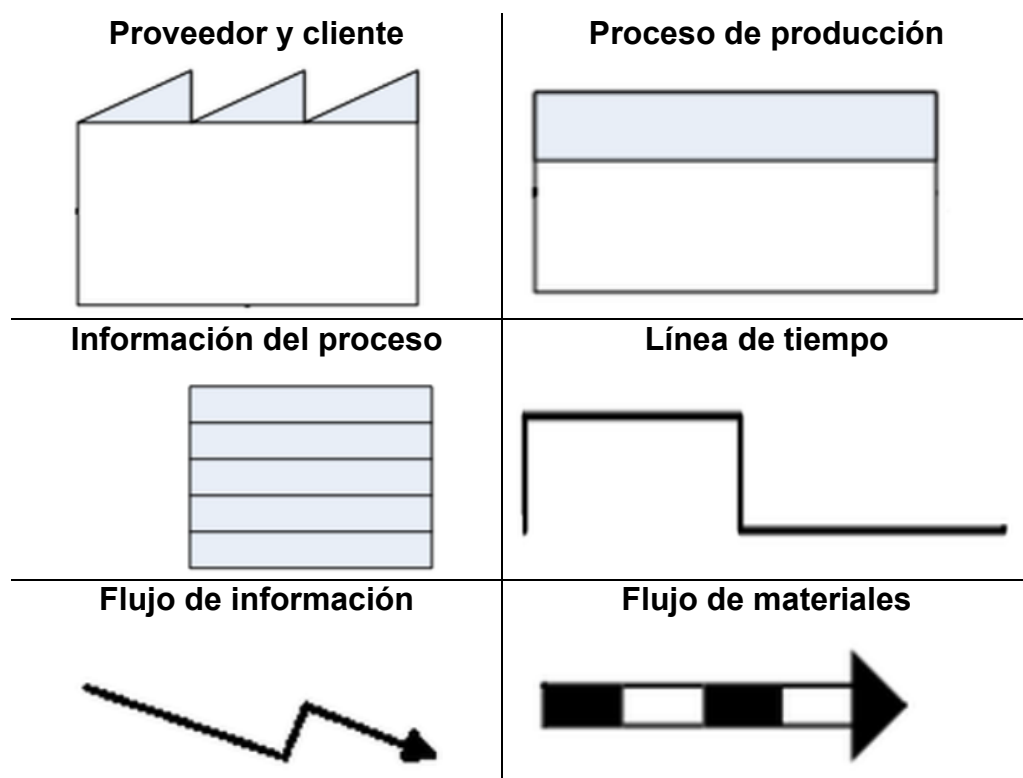 Proveedor y cliente
Proceso de producción
Información del proceso
Línea de tiempo
Flujo de información
Flujo de materiales